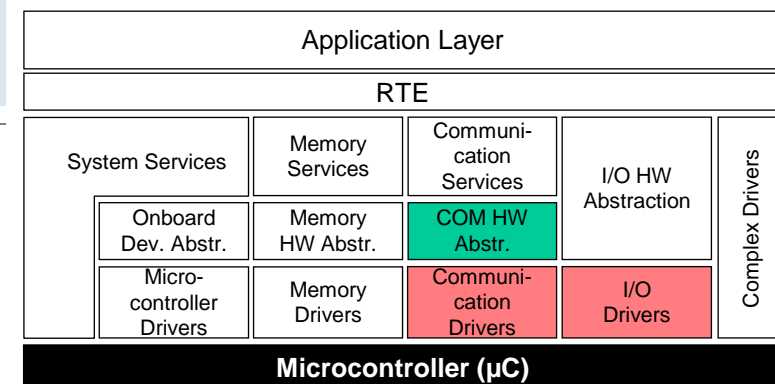 Application Layer
RTE
System Services
Memory
Services
Communi-
cation
Services
I/O HW
Abstraction
Complex Drivers
Onboard
Dev. Abstr.
Memory
HW Abstr.
COM HW
Abstr.
Micro-
controller
Drivers
Memory
Drivers
Communi-
cation
Drivers
I/O
Drivers
Microcontroller (µC)